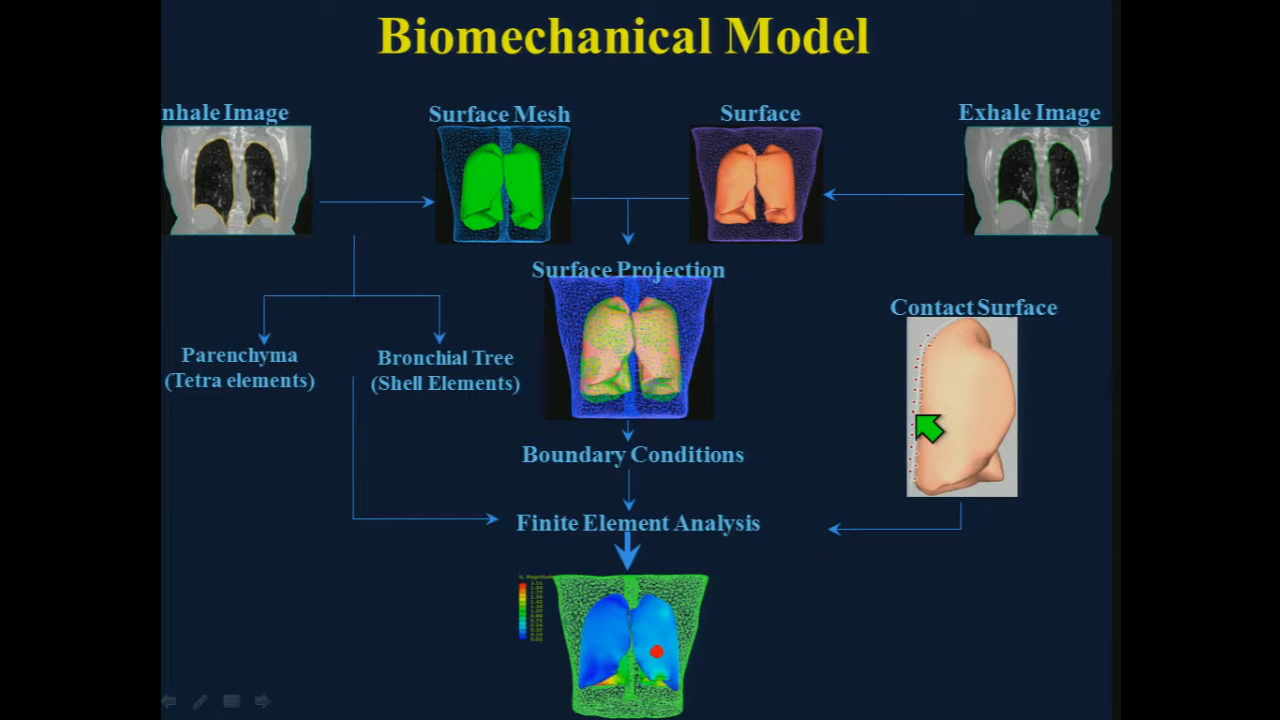 Biomechanical Model
nhale Image
Surface Mesh
Surface
Exhale Image
Surface Projection
Contact Surface
Parenchyma
(Tetra elements)
Bronchial Tree
(Shell Elements)
Boundary Conditions
Finite Element Analysis